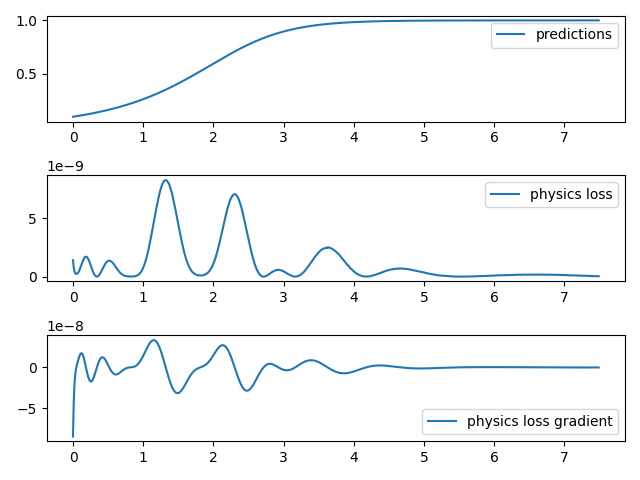 1.0
predictions
0.5
0 1 2 3 4 5 6 7
1e−9
physics loss
5
0
0 1 2 3 4 5 6 7
1e−8
0
−5
physics loss gradient
0 1 2 3 4 5 6 7